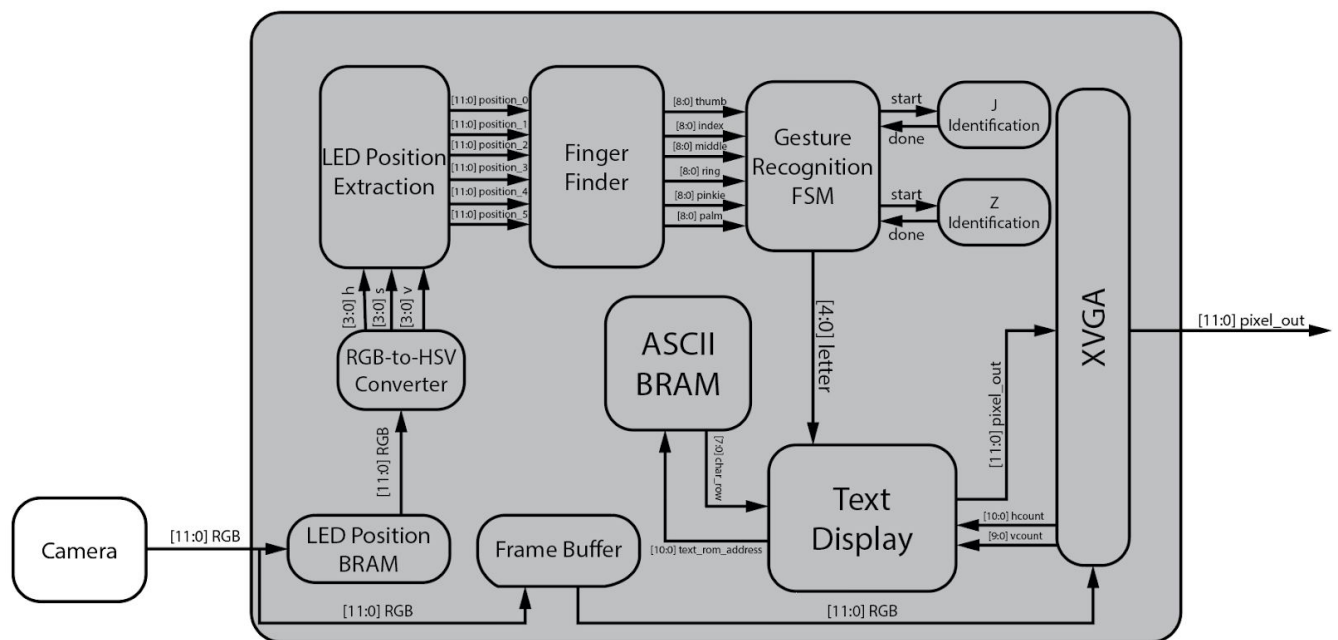 [11:0] position_0
[11:0] position_1
[11:0] position_2
[11:0] position_3
[11:0] position_4
[11:0] position_5
LED Position
Extraction
Finger
Finder
[8:0] thumb
[8:0] index
[8:0] middle
[8:0] ring
[8:0] pinkie
[8:0] palm
Gesture
Recognition
FSM
start
done
J
Identification
start
done
Z
Identification
[3:0] h
[3:0] s
[3:0] v
RGB-to-HSV
Converter
[11:0] RGB
ASCII
BRAM
[4:0] letter
[7:0] char_row
[10:0] text_rom_address
Text
Display
[11:0] pixel_out
[10:0] hcount
[9:0] vcount
XVGA
[11:0] pixel_out
Camera
[11:0] RGB
LED Position
BRAM
Frame Buffer
[11:0] RGB
[11:0] RGB